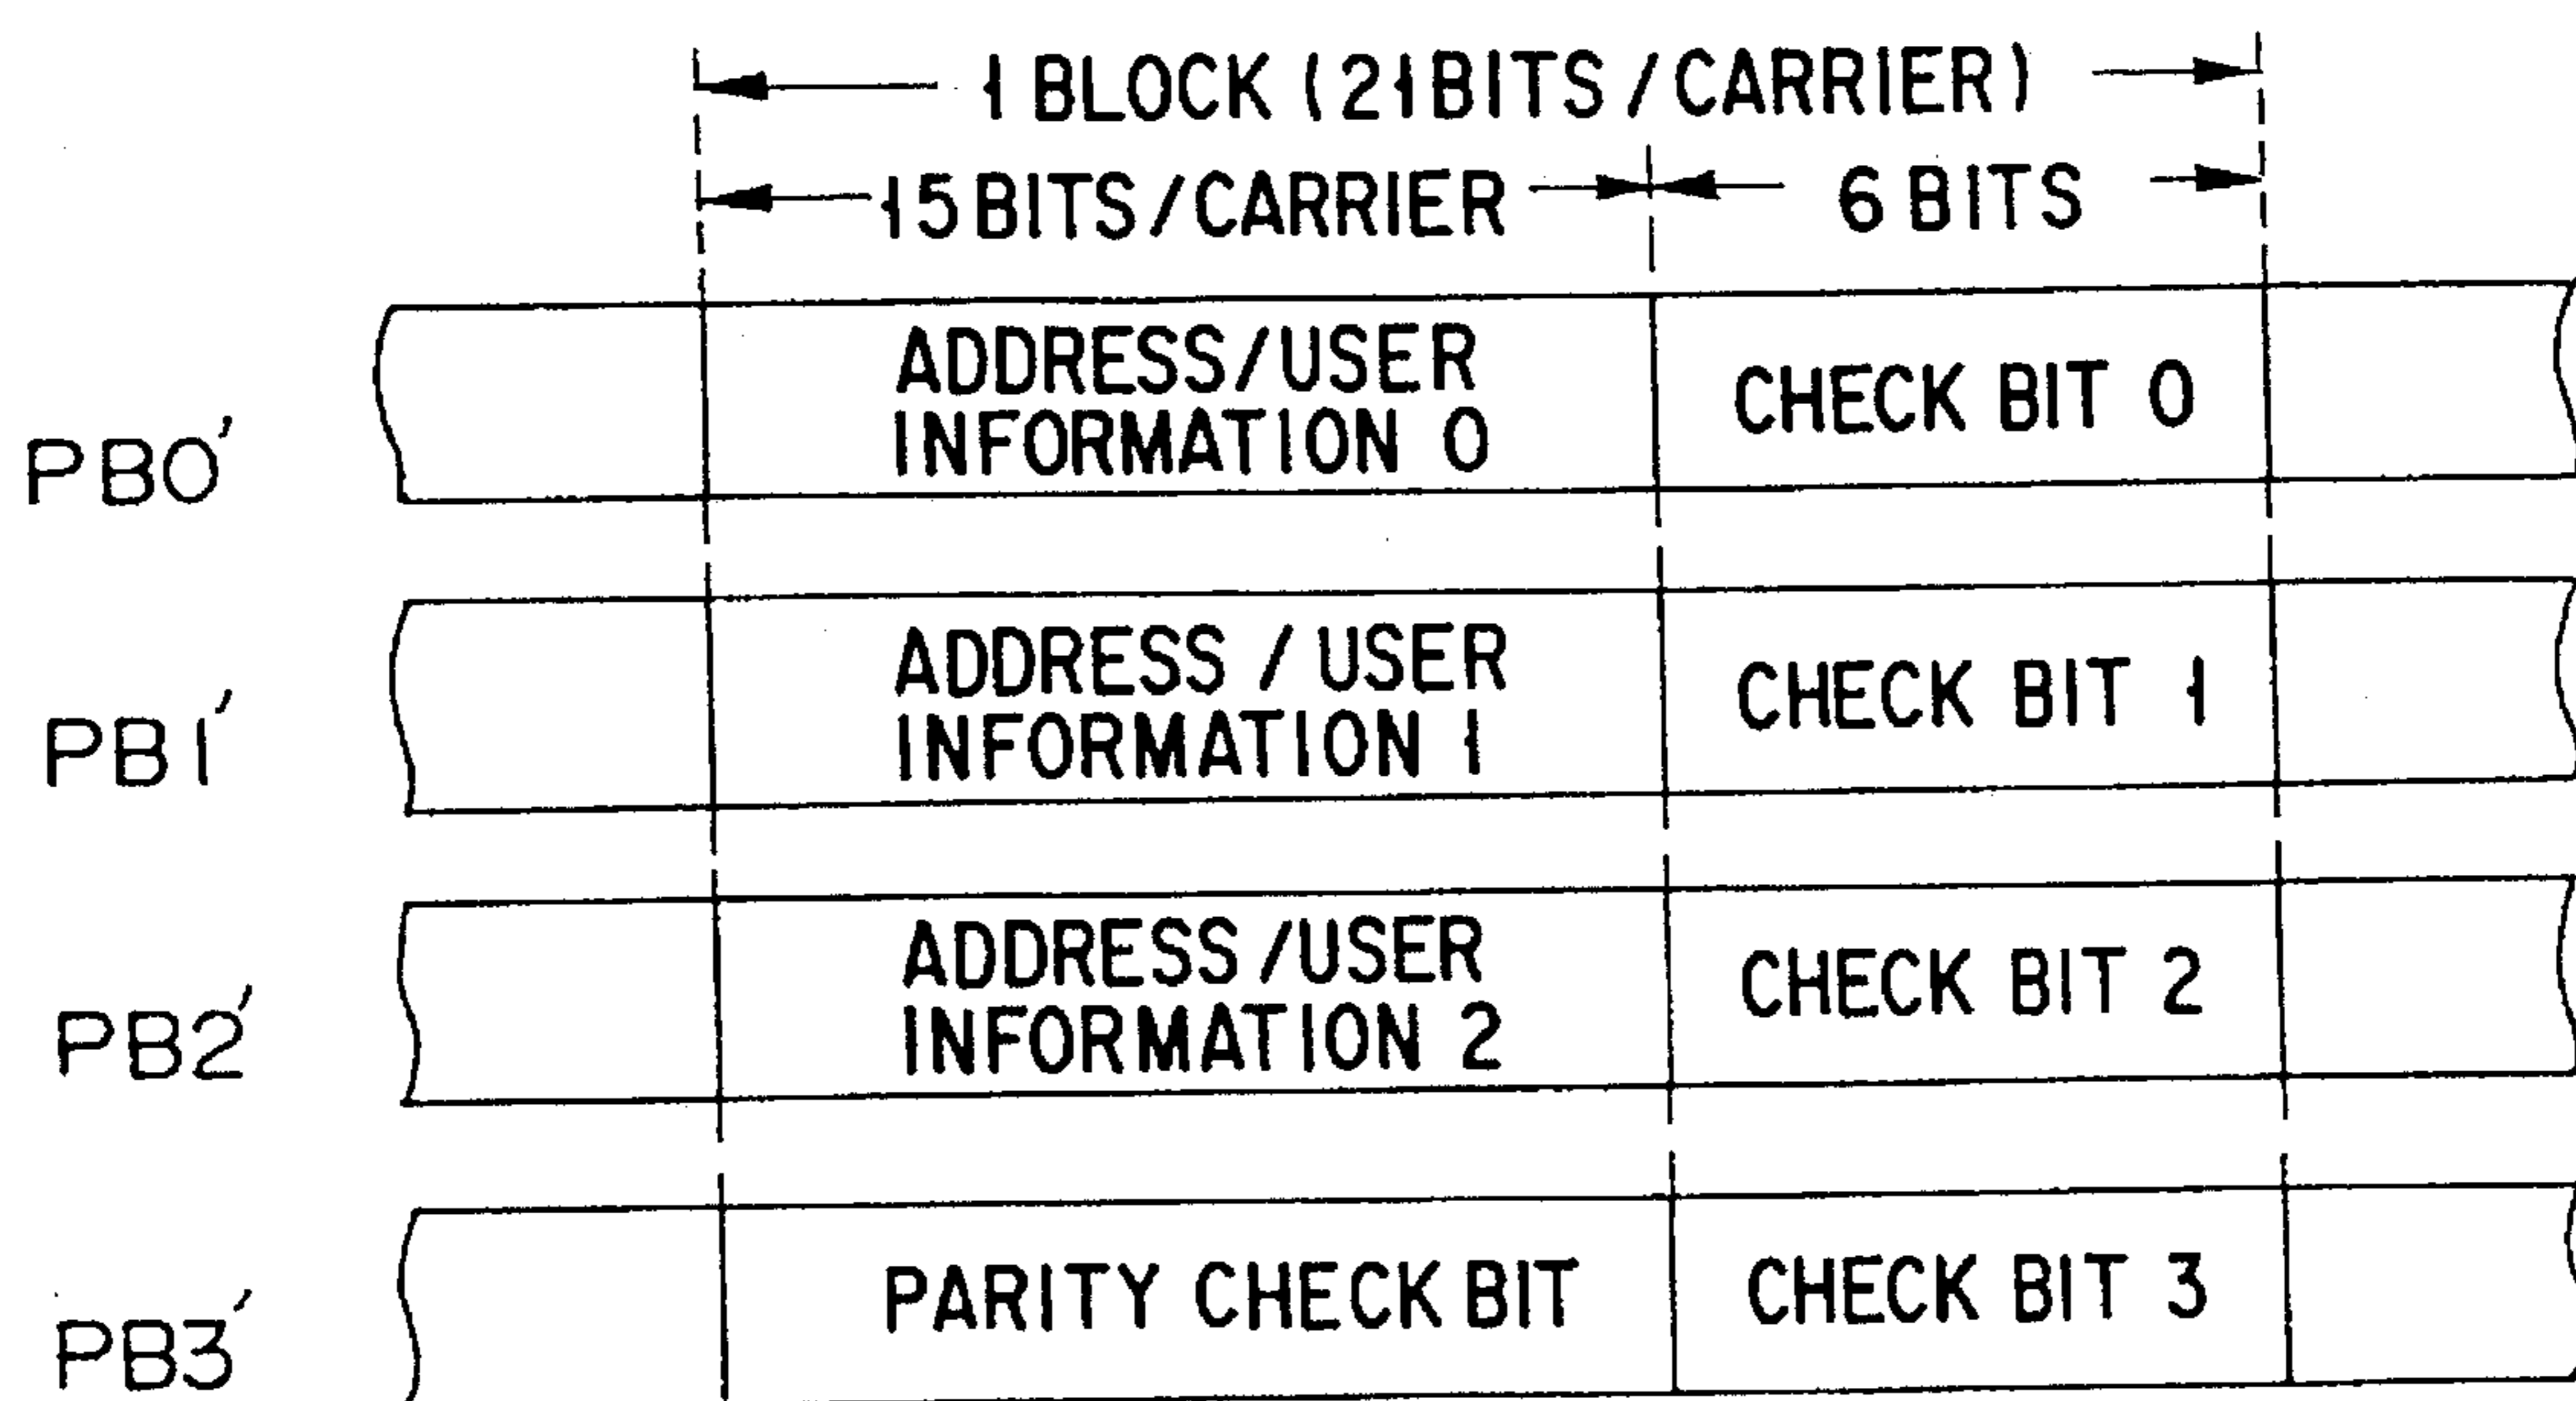 1 BLOCK (21BITS/CARRIER)
15BITS/CARRIER
6 BITS
PB0'
ADDRESS/USER
INFORMATION 0
CHECK BIT 0
PB1'
ADDRESS / USER
INFORMATION 1
CHECK BIT 1
PB2'
ADDRESS /USER
INFORMATION 2
CHECK BIT 2
PB3'
PARITY CHECK BIT
CHECK BIT 3